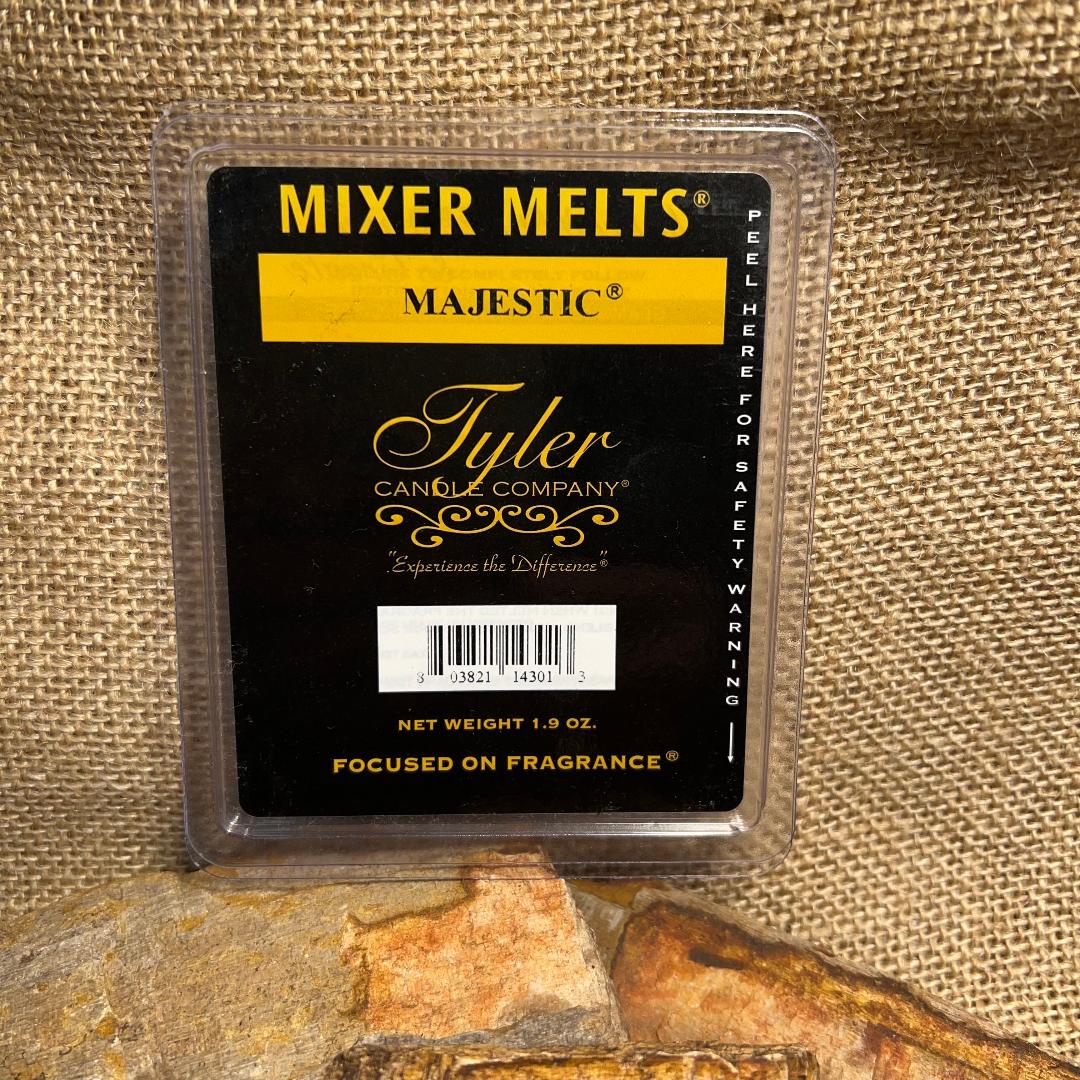 MIXER MELTS®
MAJESTIC®
Tyler
CANDLE COMPANY®
"Experience the Difference"®
8 03821 14301 3
NET WEIGHT 1.9 OZ.
FOCUSED ON FRAGRANCE®
PEEL HERE FOR SAFETY WARNING